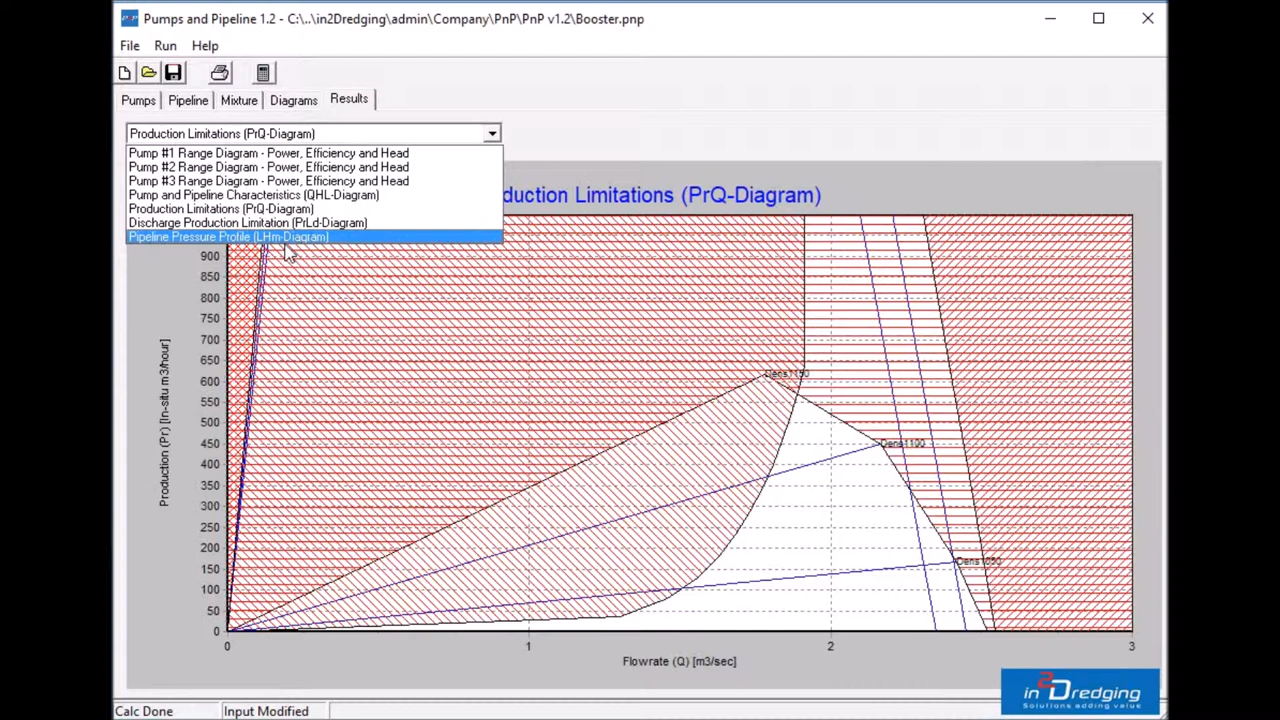 Pumps and Pipeline 1.2 - C:\..\in2Dredging\admin\Company\PnP\PnP v1.2\Booster.pnp
File Run Help
Pumps Pipeline Mixture Diagrams Results
Production Limitations (PrQ-Diagram)
Pump #1 Range Diagram - Power, Efficiency and Head
Pump #2 Range Diagram - Power, Efficiency and Head
Pump #3 Range Diagram - Power, Efficiency and Head
Pump and Pipeline Characteristics (QHL-Diagram)
Production Limitations (PrQ-Diagram)
Discharge Production Limitation (PrLd-Diagram)
Pipeline Pressure Profile (LHm-Diagram)
duction Limitations (PrQ-Diagram)
900
850
800
750
700
650
600
550
500
450
400
350
300
250
200
150
100
50
0
Production (Pr) [In-situ m3/hour]
Dens1150
Dens1100
Dens1050
0 1 2 3
Flowrate (Q) [m3/sec]
in2Dredging
Solutions adding value
Calc Done Input Modified